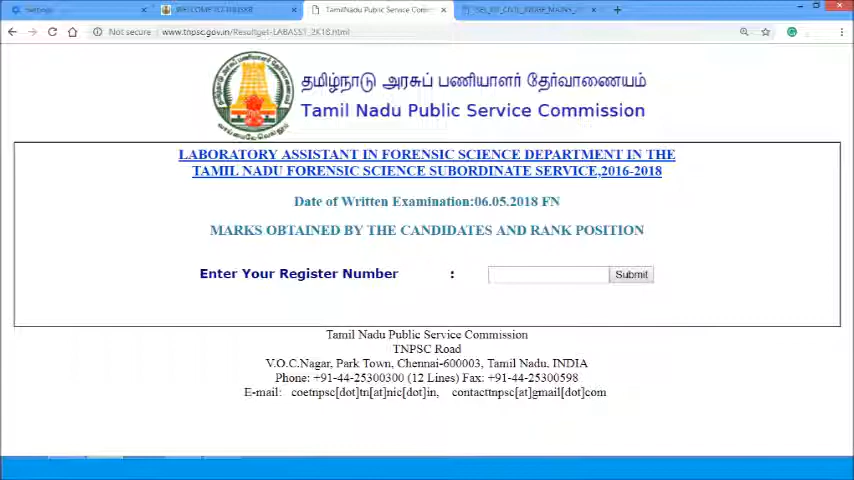 TamilNadu Public Service Com
Not secure | www.tnpsc.gov.in/Resultget-LABASST_2K18.html
தமிழ்நாடு அரசுப் பணியாளர் தேர்வாணையம்
Tamil Nadu Public Service Commission
LABORATORY ASSISTANT IN FORENSIC SCIENCE DEPARTMENT IN THE
TAMIL NADU FORENSIC SCIENCE SUBORDINATE SERVICE,2016-2018
Date of Written Examination:06.05.2018 FN
MARKS OBTAINED BY THE CANDIDATES AND RANK POSITION
Enter Your Register Number : Submit
Tamil Nadu Public Service Commission
TNPSC Road
V.O.C.Nagar, Park Town, Chennai-600003, Tamil Nadu, INDIA
Phone: +91-44-25300300 (12 Lines) Fax: +91-44-25300598
E-mail: coetnpsc[dot]tn[at]nic[dot]in, contacttnpsc[at]gmail[dot]com